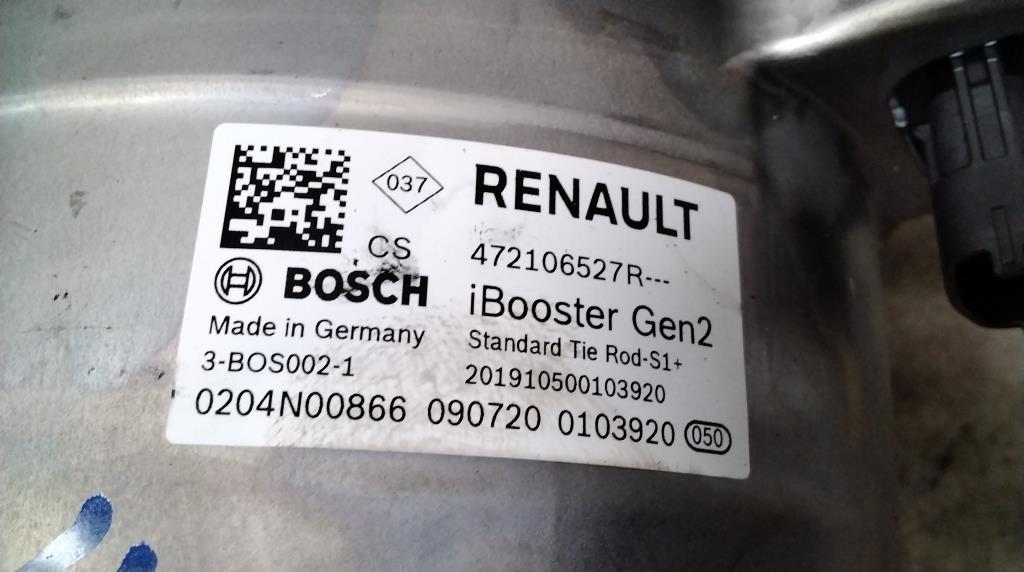 037
RENAULT
CS
472106527R---
BOSCH
iBooster Gen2
Made in Germany
Standard Tie Rod-S1+
3-BOS002-1
201910500103920
0204N00866 090720 0103920 050